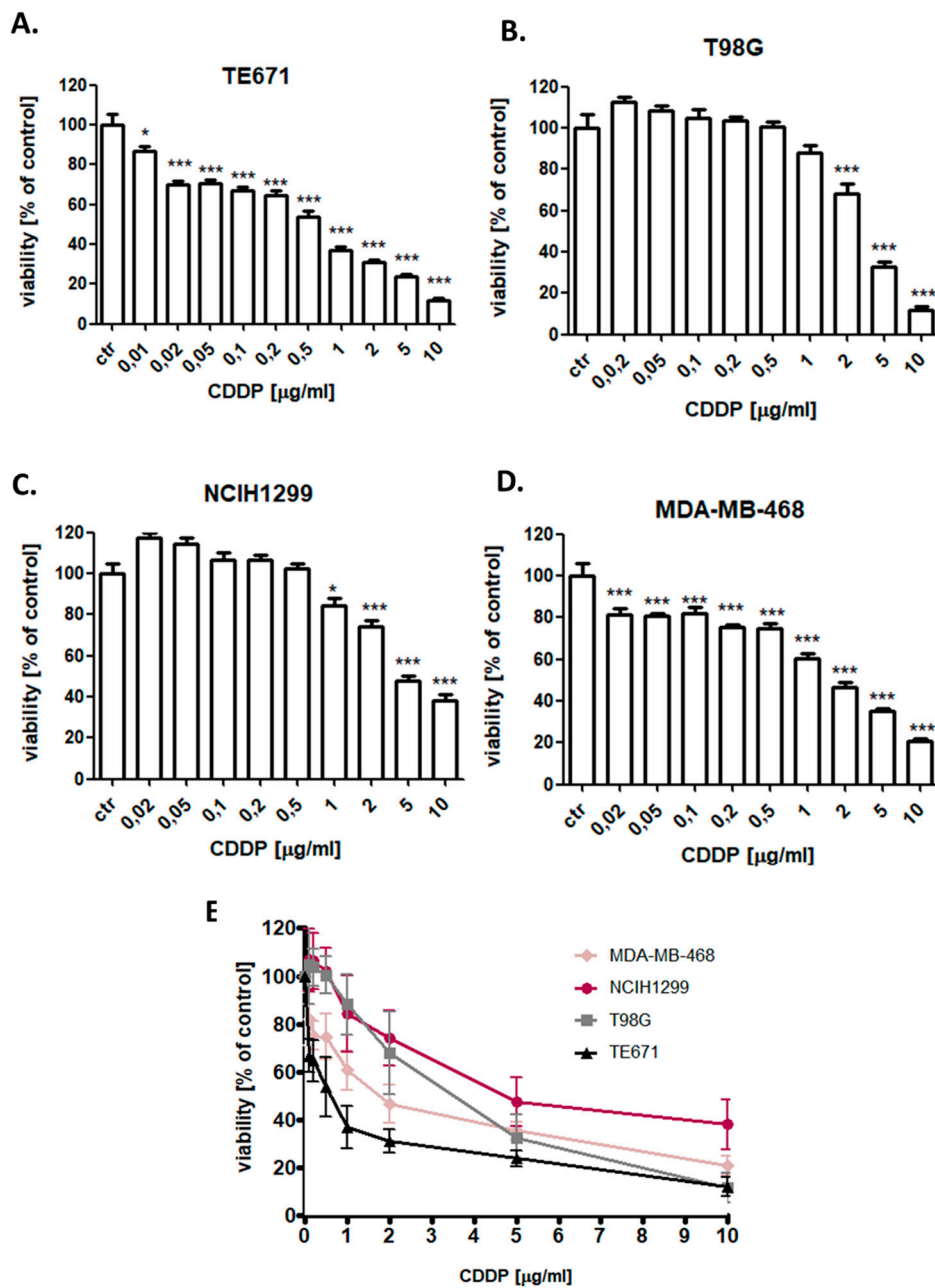 A.
TE671
viability [% of control]
120
100
80
60
40
20
0
* *** *** *** *** *** *** *** *** ***
ctr 0,01 0,02 0,05 0,1 0,2 0,5 1 2 5 10
CDDP [µg/ml]
B.
T98G
viability [% of control]
120
100
80
60
40
20
0
*** *** ***
ctr 0,0,2 0,05 0,1 0,2 0,5 1 2 5 10
CDDP [µg/ml]
C.
NCIH1299
viability [% of control]
120
100
80
60
40
20
0
* *** *** ***
ctr 0,02 0,05 0,1 0,2 0,5 1 2 5 10
CDDP [µg/ml]
D.
MDA-MB-468
viability [% of control]
120
100
80
60
40
20
0
*** *** *** *** *** *** *** *** ***
ctr 0,02 0,05 0,1 0,2 0,5 1 2 5 10
CDDP [µg/ml]
E
viability [% of control]
120
100
80
60
40
20
0
MDA-MB-468
NCIH1299
T98G
TE671
0 1 2 3 4 5 6 7 8 9 10
CDDP [µg/ml]